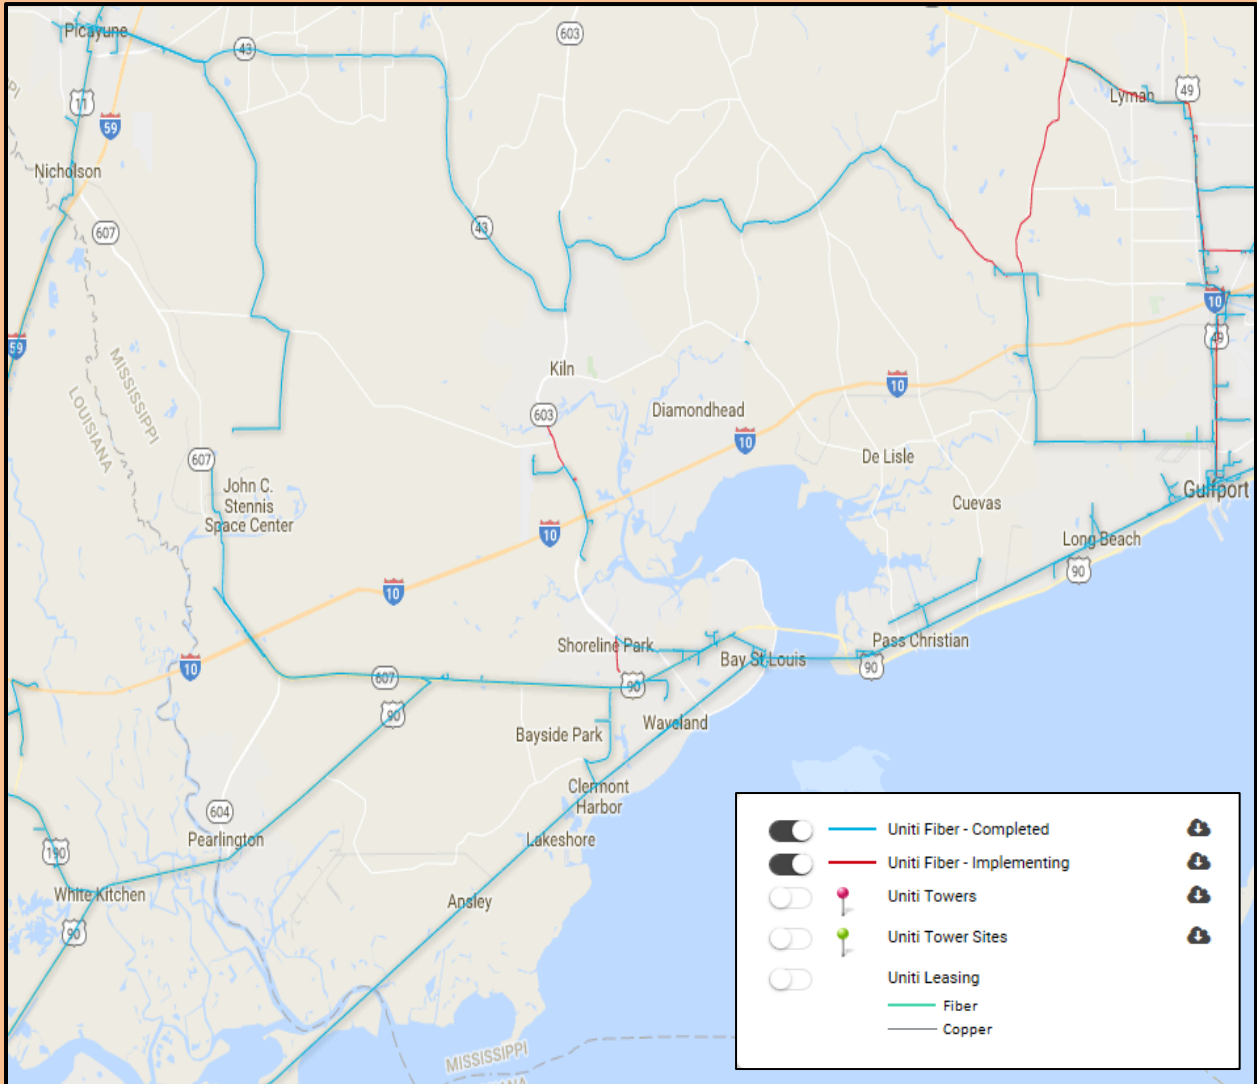 Picayune
43
603
49
Lyman
11
59
PI
Nicholson
607
43
10
59
49
MISSISSIPPI
LOUISIANA
Kiln
603
Diamondhead
10
10
De Lisle
607
John C.
Stennis
Space Center
Cuevas
Gulfport
10
Long Beach
90
10
Shoreline Park
Bay St Louis
Pass Christian
90
10
607
90
90
Waveland
Bayside Park
Clermont
Harbor
604
Pearlington
Lakeshore
190
White Kitchen
Ansley
90
MISSISSIPPI
Uniti Fiber - Completed
Uniti Fiber - Implementing
Uniti Towers
Uniti Tower Sites
Uniti Leasing
Fiber
Copper